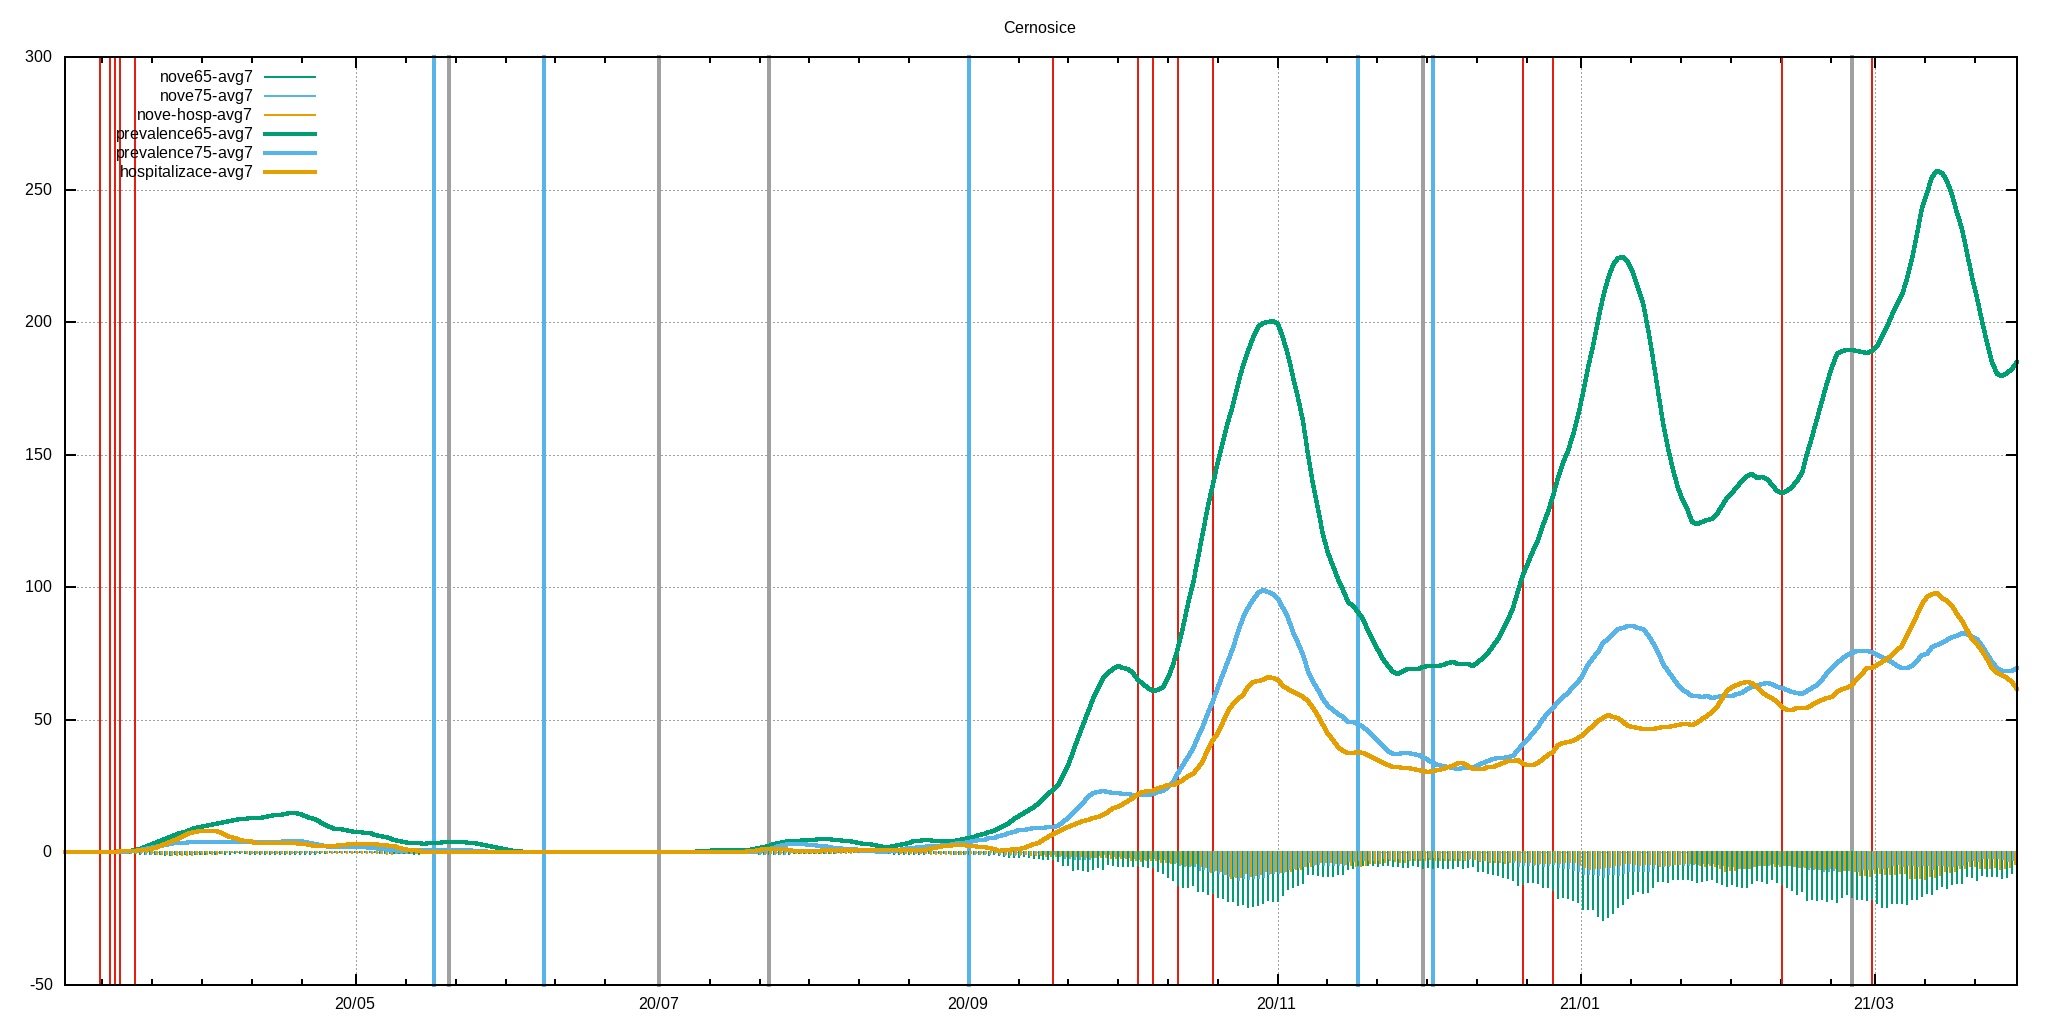 Cernosice
300
250
200
150
100
50
0
-50
nove65-avg7
nove75-avg7
nove-hosp-avg7
prevalence65-avg7
prevalence75-avg7
hospitalizace-avg7
20/05 20/07 20/09 20/11 21/01 21/03